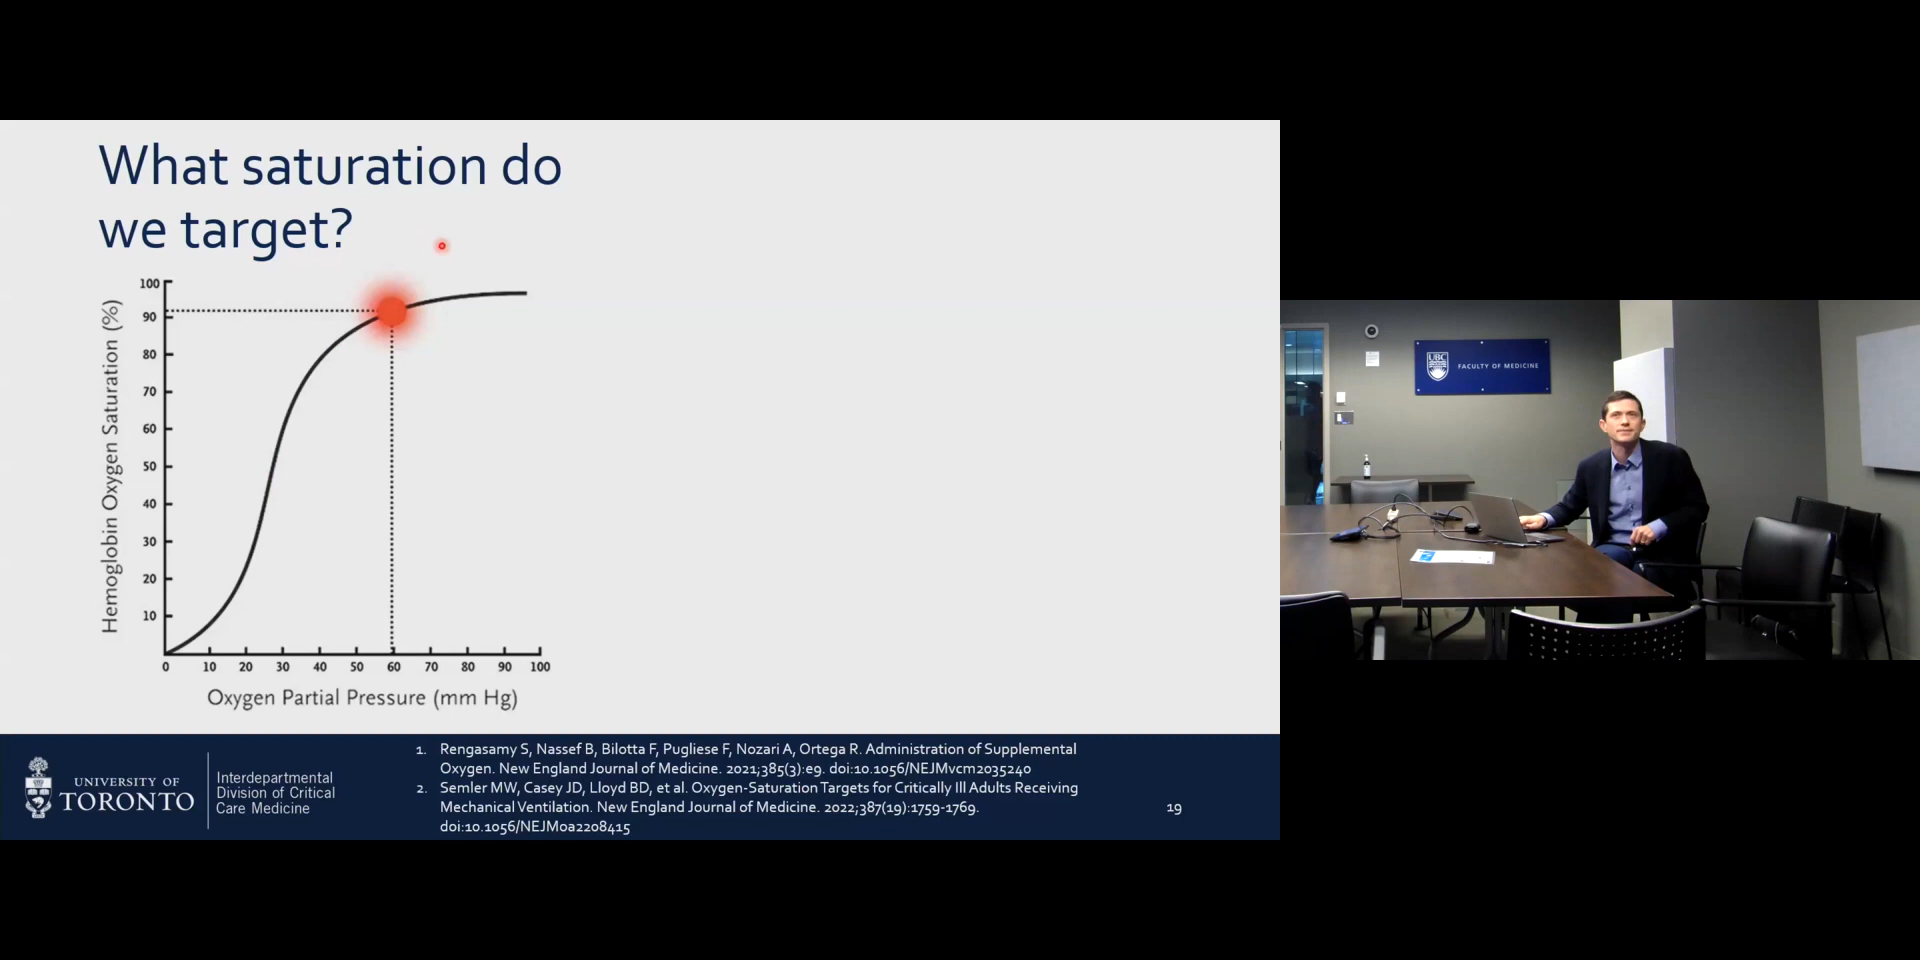 What saturation do
we target?
Hemoglobin Oxygen Saturation (%)
100
90
80
70
60
50
40
30
20
10
0 10 20 30 40 50 60 70 80 90 100
Oxygen Partial Pressure (mm Hg)
UNIVERSITY OF
TORONTO
Interdepartmental
Division of Critical
Care Medicine
1. Rengasamy S, Nassef B, Bilotta F, Pugliese F, Nozari A, Ortega R. Administration of Supplemental
Oxygen. New England Journal of Medicine. 2021;385(3):e9. doi:10.1056/NEJMvcm2035240
2. Semler MW, Casey JD, Lloyd BD, et al. Oxygen-Saturation Targets for Critically Ill Adults Receiving
Mechanical Ventilation. New England Journal of Medicine. 2022;387(19):1759-1769.
doi:10.1056/NEJMoa2208415
19
UBC
FACULTY OF MEDICINE